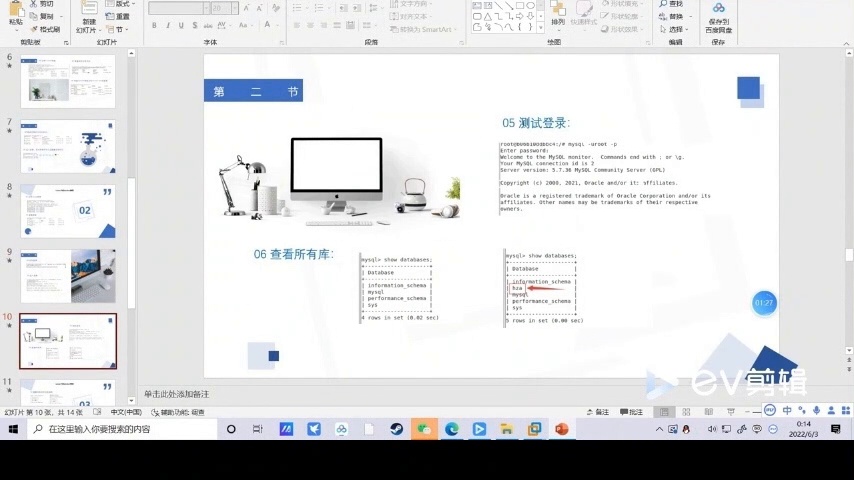 粘贴
剪切
复制
格式刷
新建
幻灯片
版式
重置
节
文字方向
对齐文本
转换为 SmartArt
排列
快速样式
形状填充
形状轮廓
形状效果
查找
替换
选择
保存到
百度网盘
剪贴板
幻灯片
字体
段落
绘图
编辑
保存
6
7
8
02
9
10
11
第 二 节
05 测试登录:
mysql -uroot -p
Enter password:
Welcome to the MySQL monitor. Commands end with ; or \g.
Your MySQL connection id is 2
Server version: 5.7.36 MySQL Community Server (GPL)
Copyright (c) 2000, 2021, Oracle and/or its affiliates.
Oracle is a registered trademark of Oracle Corporation and/or its
affiliates. Other names may be trademarks of their respective
owners.
06 查看所有库:
mysql> show databases;
| Database |
| information_schema |
| mysql |
| performance_schema |
| sys |
4 rows in set (0.02 sec)
mysql> show databases;
| Database |
| information_schema |
| hza
| mysql |
| performance_schema |
| sys |
5 rows in set (0.00 sec)
01:27
EV剪辑
单击此处添加备注
幻灯片 第 10 张，共 14 张
中文(中国)
辅助功能: 调查
备注
批注
中
在这里输入你要搜索的内容
0:14
2022/6/3